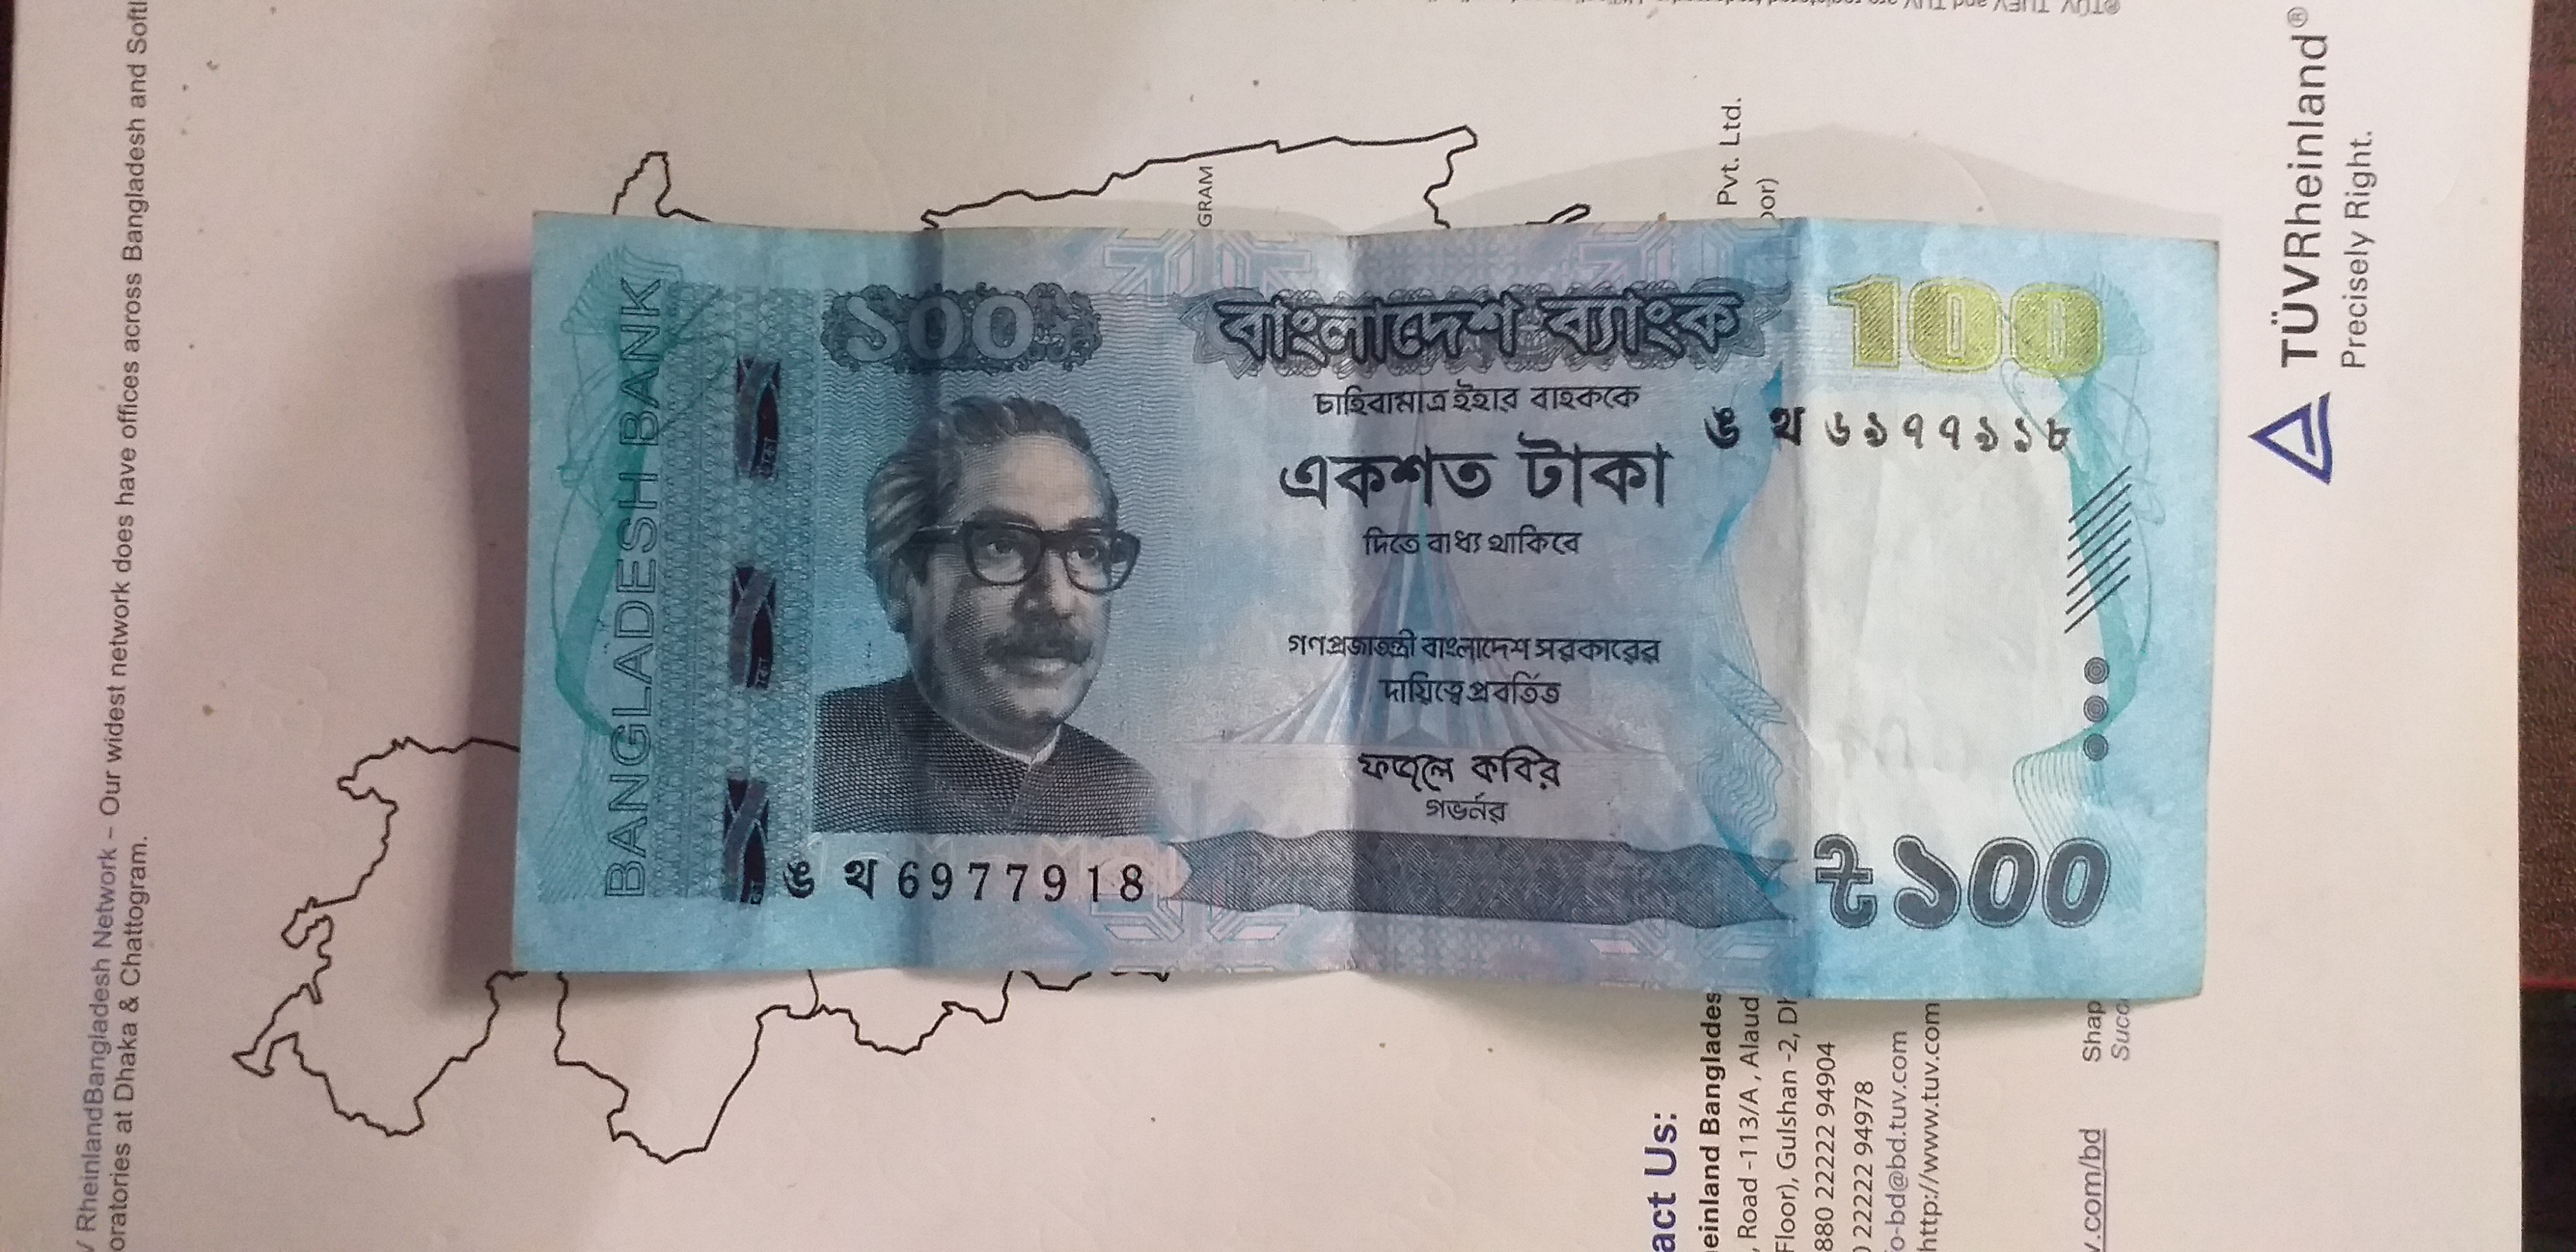 BANGLADESH BANK
১০০
বাংলাদেশ ব্যাংক
100
চাহিবামাত্র ইহার বাহককে
ঙ থ ৬৯৭৭৯১৮
একশত টাকা
দিতে বাধ্য থাকিবে
গণপ্রজাতন্ত্রী বাংলাদেশ সরকারের
দায়িত্বে প্রবর্তিত
ফজলে কবির
গভর্নর
ঙ থ 6977918
৳১০০
RheinlandBangladesh Network – Our widest network does have offices across Bangladesh and
oratories at Dhaka & Chattogram.
GRAM
Pvt. Ltd.
oor)
act Us:
einland Banglades
, Road -113/A , Alaud
Floor), Gulshan -2, Dh
880 22222 94904
22222 94978
o-bd@bd.tuv.com
http://www.tuv.com
v.com/bd
Shap
Succ
TÜVRheinland®
Precisely Right.